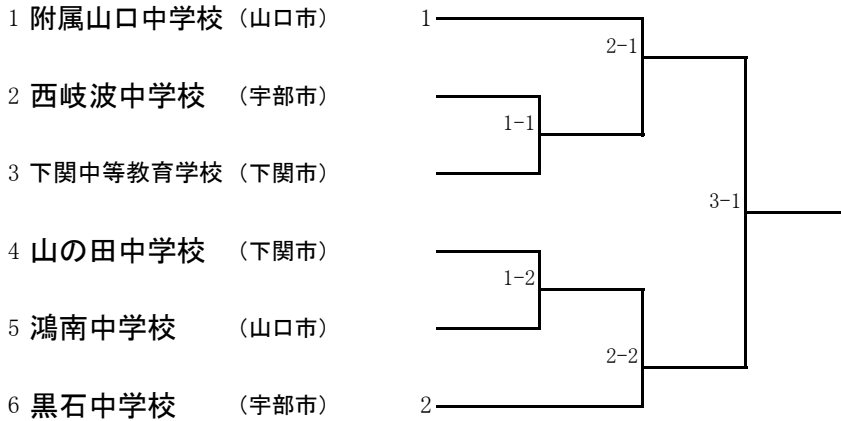 1 附属山口中学校 (山口市) 1
2-1
2 西岐波中学校 (宇部市)
1-1
3 下関中等教育学校 (下関市)
3-1
4 山の田中学校 (下関市)
1-2
5 鴻南中学校 (山口市)
2-2
6 黒石中学校 (宇部市) 2